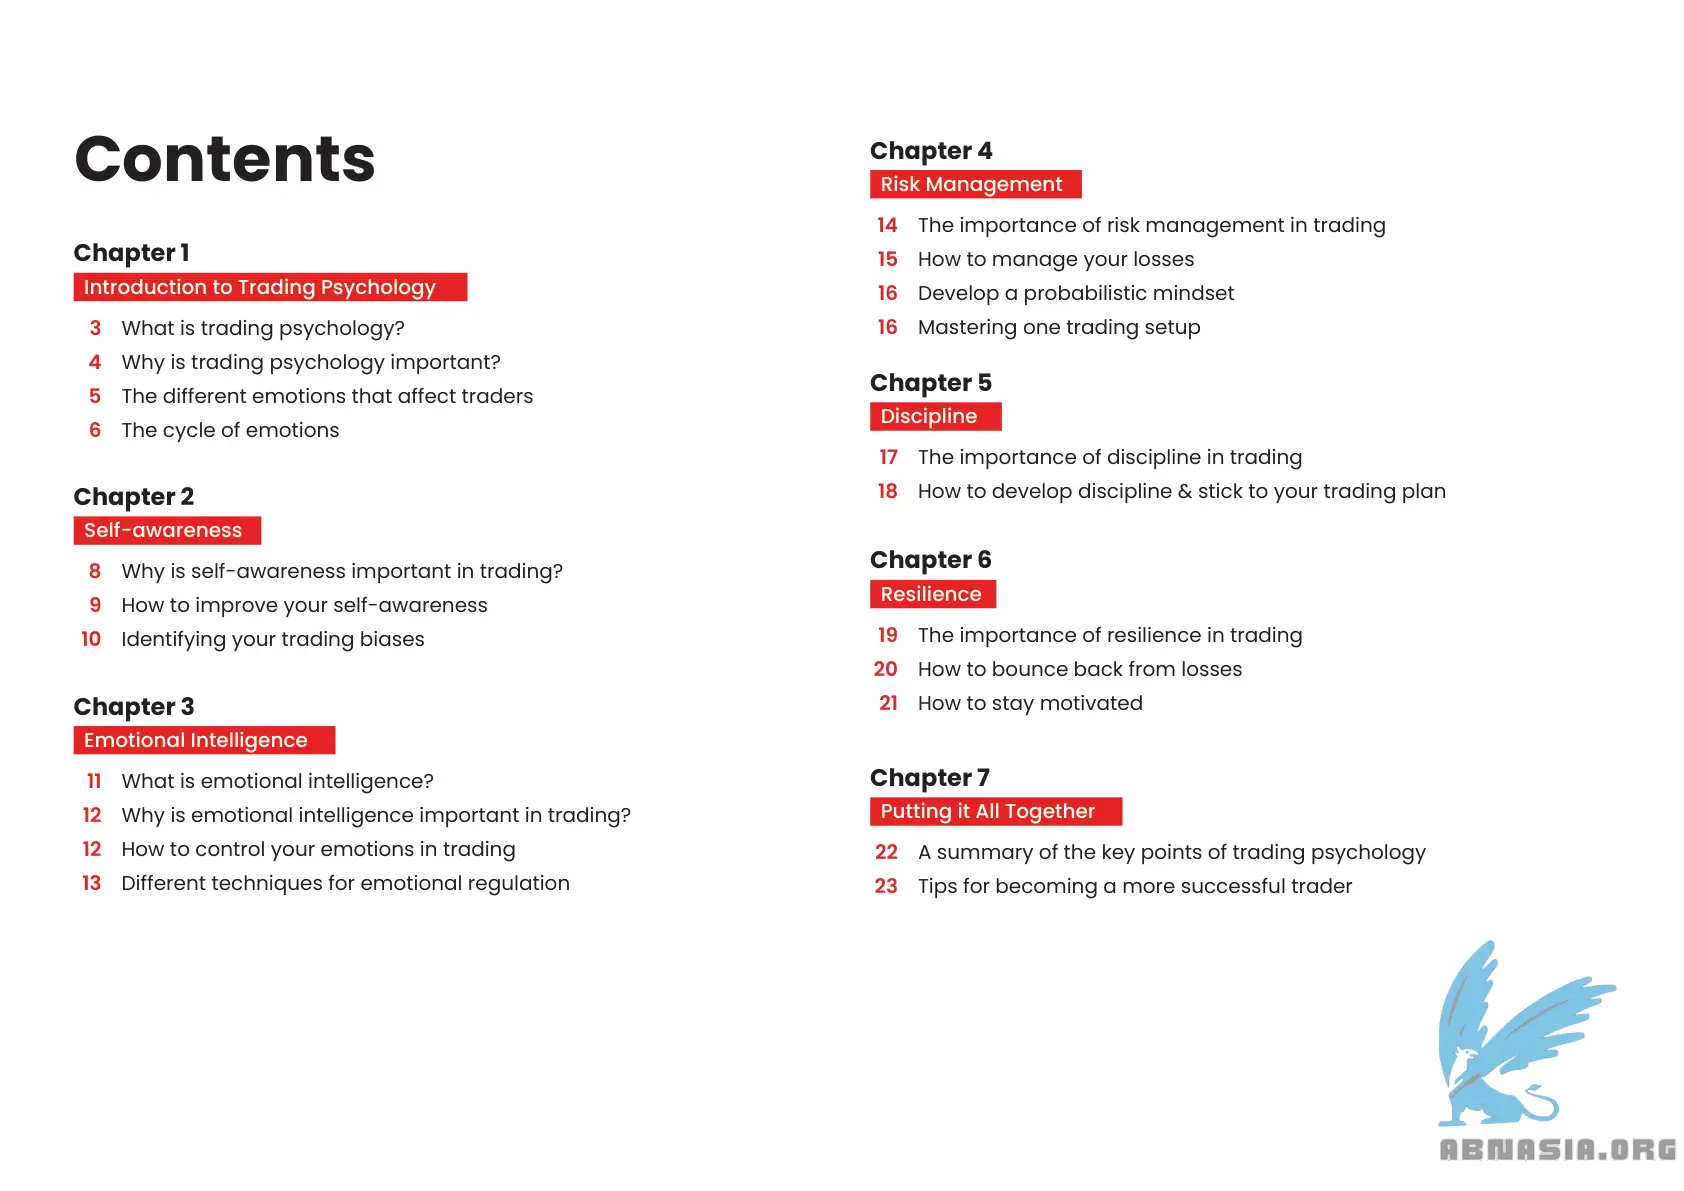 Contents
Chapter 1
Introduction to Trading Psychology
3 What is trading psychology?
4 Why is trading psychology important?
5 The different emotions that affect traders
6 The cycle of emotions
Chapter 2
Self-awareness
8 Why is self-awareness important in trading?
9 How to improve your self-awareness
10 Identifying your trading biases
Chapter 3
Emotional Intelligence
11 What is emotional intelligence?
12 Why is emotional intelligence important in trading?
12 How to control your emotions in trading
13 Different techniques for emotional regulation
Chapter 4
Risk Management
14 The importance of risk management in trading
15 How to manage your losses
16 Develop a probabilistic mindset
16 Mastering one trading setup
Chapter 5
Discipline
17 The importance of discipline in trading
18 How to develop discipline & stick to your trading plan
Chapter 6
Resilience
19 The importance of resilience in trading
20 How to bounce back from losses
21 How to stay motivated
Chapter 7
Putting it All Together
22 A summary of the key points of trading psychology
23 Tips for becoming a more successful trader
ABNASIA.ORG